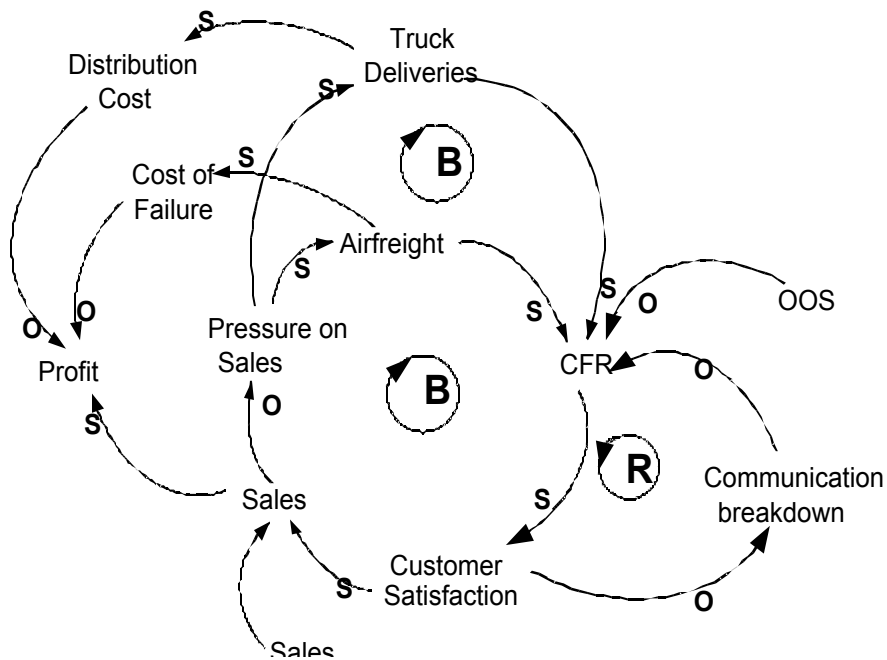 S
Truck
Deliveries
Distribution
Cost
S
B
S
Cost of
Failure
Airfreight
S
S
S
O
OOS
O
O
Pressure on
Sales
CFR
Profit
B
O
O
S
R
Communication
breakdown
S
Sales
Customer
Satisfaction
S
O
Sales